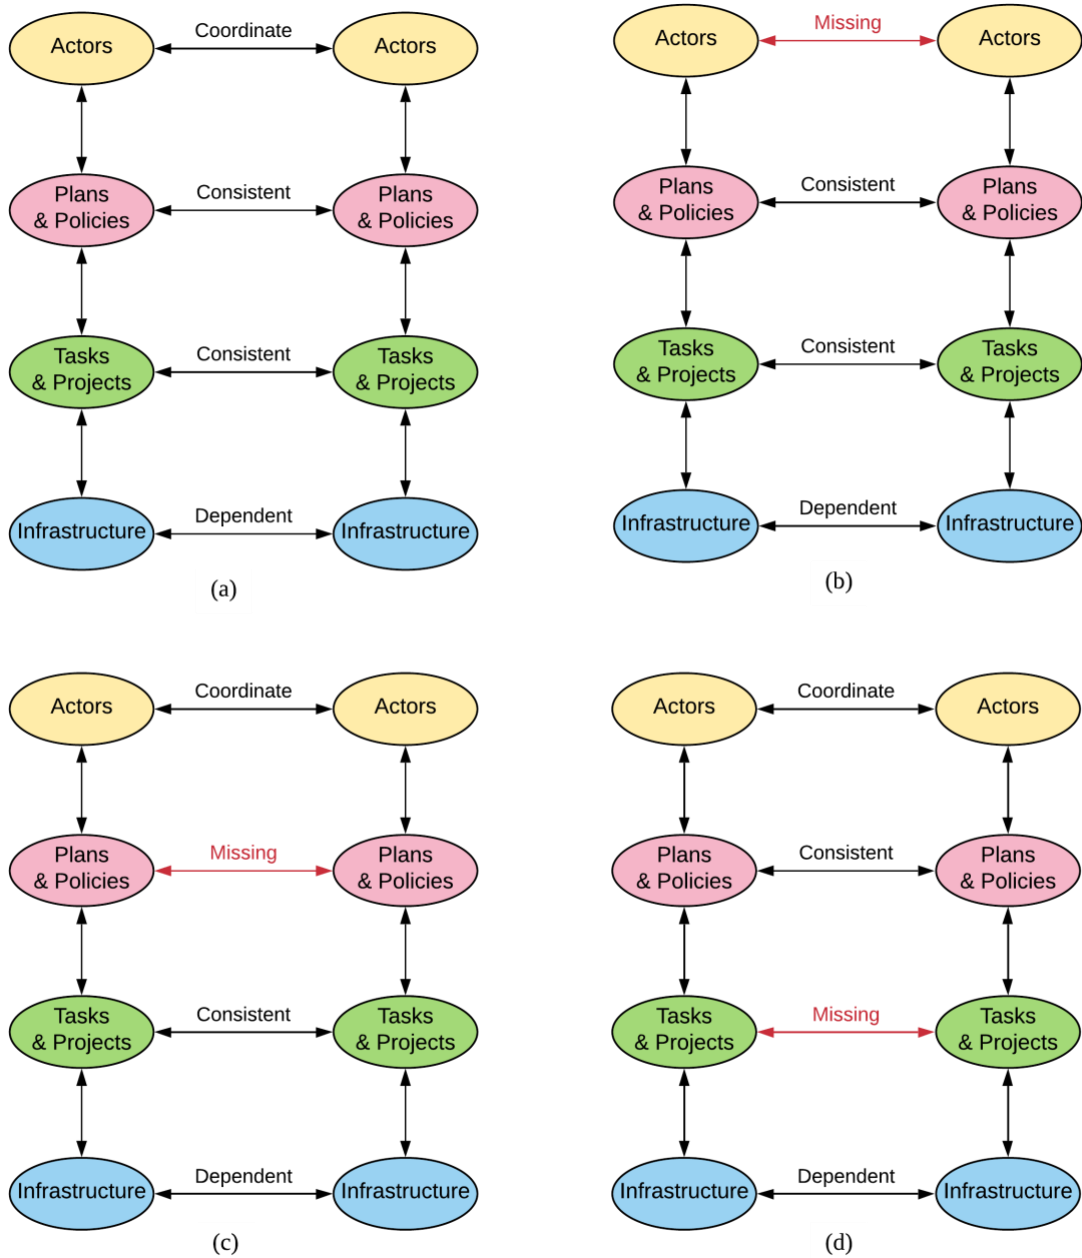 Actors Coordinate Actors
Plans
& Policies Consistent Plans
& Policies
Tasks
& Projects Consistent Tasks
& Projects
Infrastructure Dependent Infrastructure
(a)
Actors Missing Actors
Plans
& Policies Consistent Plans
& Policies
Tasks
& Projects Consistent Tasks
& Projects
Infrastructure Dependent Infrastructure
(b)
Actors Coordinate Actors
Plans
& Policies Missing Plans
& Policies
Tasks
& Projects Consistent Tasks
& Projects
Infrastructure Dependent Infrastructure
(c)
Actors Coordinate Actors
Plans
& Policies Consistent Plans
& Policies
Tasks
& Projects Missing Tasks
& Projects
Infrastructure Dependent Infrastructure
(d)